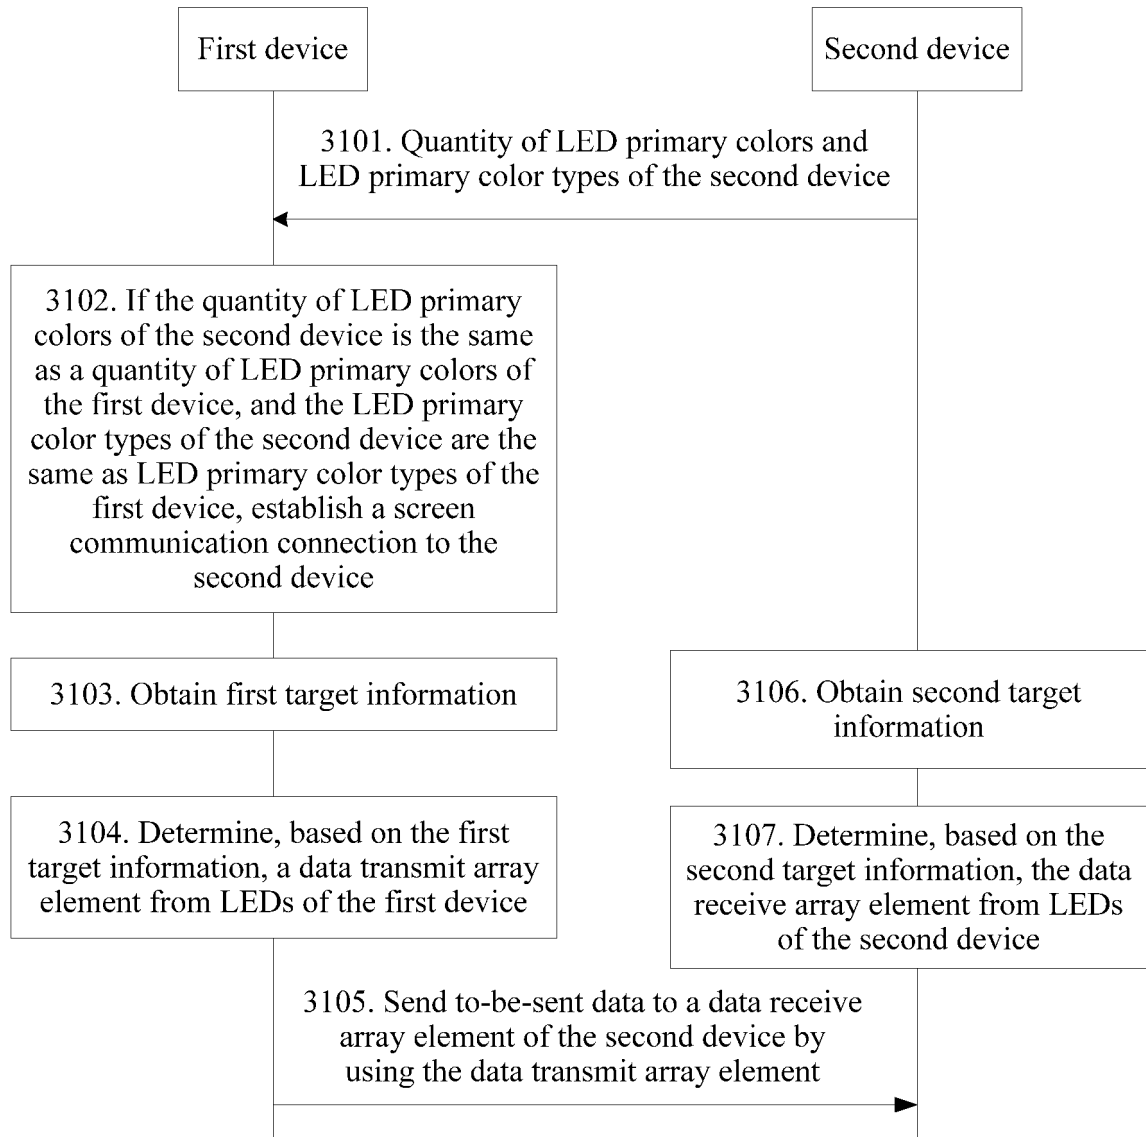 First device
Second device
3101. Quantity of LED primary colors and
LED primary color types of the second device
3102. If the quantity of LED primary
colors of the second device is the same
as a quantity of LED primary colors of
the first device, and the LED primary
color types of the second device are the
same as LED primary color types of the
first device, establish a screen
communication connection to the
second device
3103. Obtain first target information
3106. Obtain second target
information
3104. Determine, based on the first
target information, a data transmit array
element from LEDs of the first device
3107. Determine, based on the
second target information, the data
receive array element from LEDs
of the second device
3105. Send to-be-sent data to a data receive
array element of the second device by
using the data transmit array element